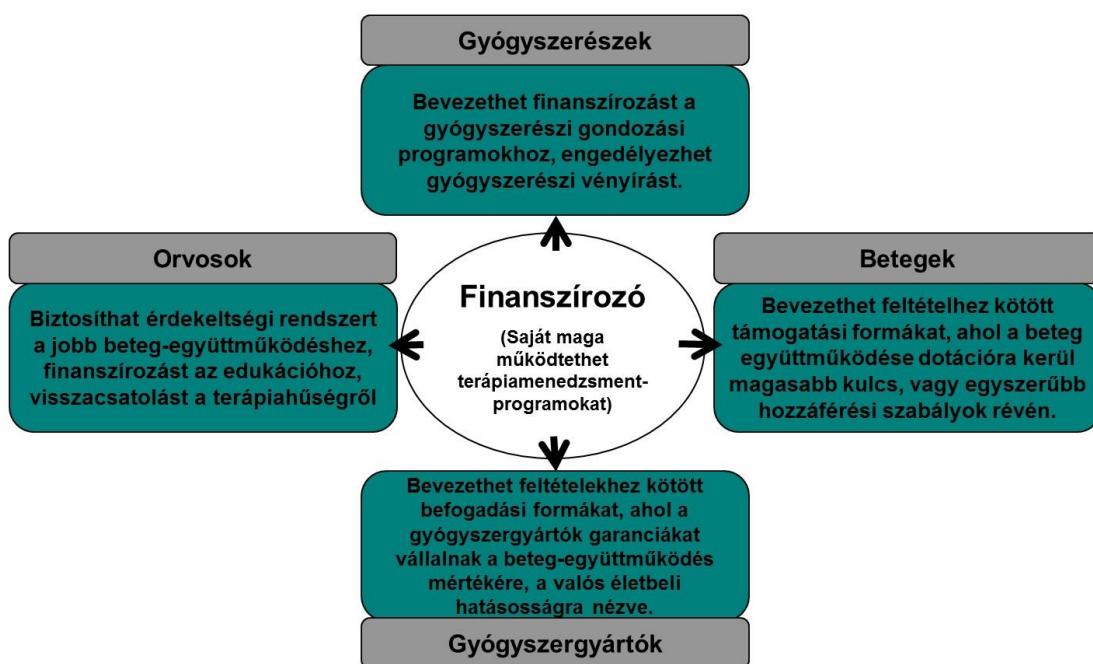 Gyógyszerészek
Bevezethet finanszírozást a
gyógyszerészi gondozási
programokhoz, engedélyezhet
gyógyszerészi vényírást.
Orvosok
Biztosíthat érdekeltségi rendszert
a jobb beteg-együttműködéshez,
finanszírozást az edukációhoz,
visszacsatolást a terápiahűségről
Finanszírozó
(Saját maga
működtethet
terápiamenedzsment-
programokat)
Betegek
Bevezethet feltételhez kötött
támogatási formákat, ahol a beteg
együttműködése dotációra kerül
magasabb kulcs, vagy egyszerűbb
hozzáférési szabályok révén.
Bevezethet feltételekhez kötött
befogadási formákat, ahol a
gyógyszergyártók garanciákat
vállalnak a beteg-együttműködés
mértékére, a valós életbeli
hatásosságra nézve.
Gyógyszergyártók